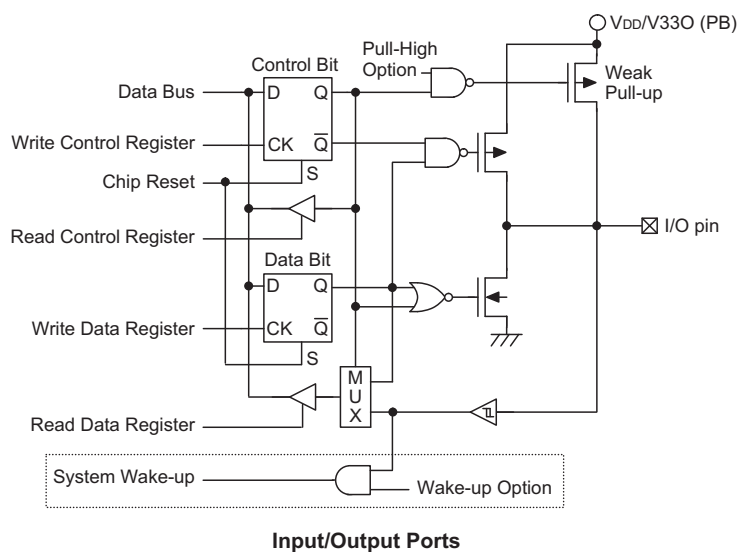 VDD/V33O (PB)
Pull-High
Option
Control Bit
Weak
Pull-up
Data Bus
D Q
Write Control Register
CK Q
Chip Reset
S
I/O pin
Read Control Register
Data Bit
D Q
Write Data Register
CK Q
S
M
U
X
Read Data Register
System Wake-up
Wake-up Option
Input/Output Ports